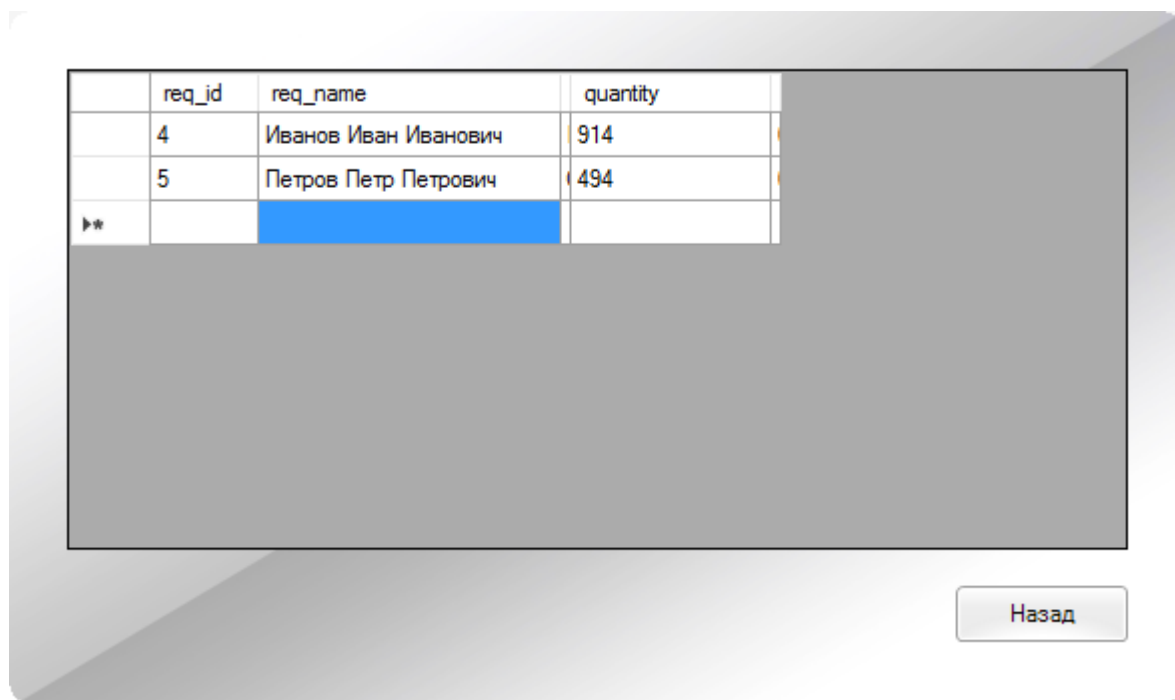 req_id req_name quantity
4 Иванов Иван Иванович 914
5 Петров Петр Петрович 494
Назад